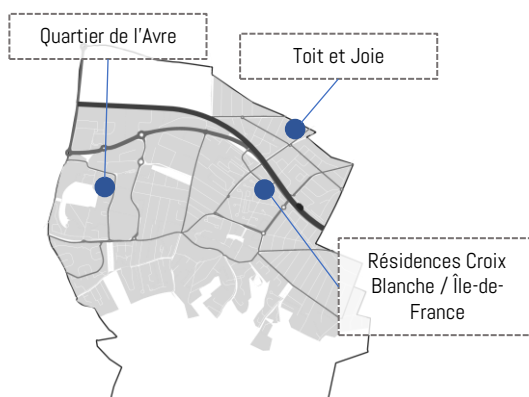 Quartier de l'Avre
Toit et Joie
Résidences Croix
Blanche / Île-de-
France